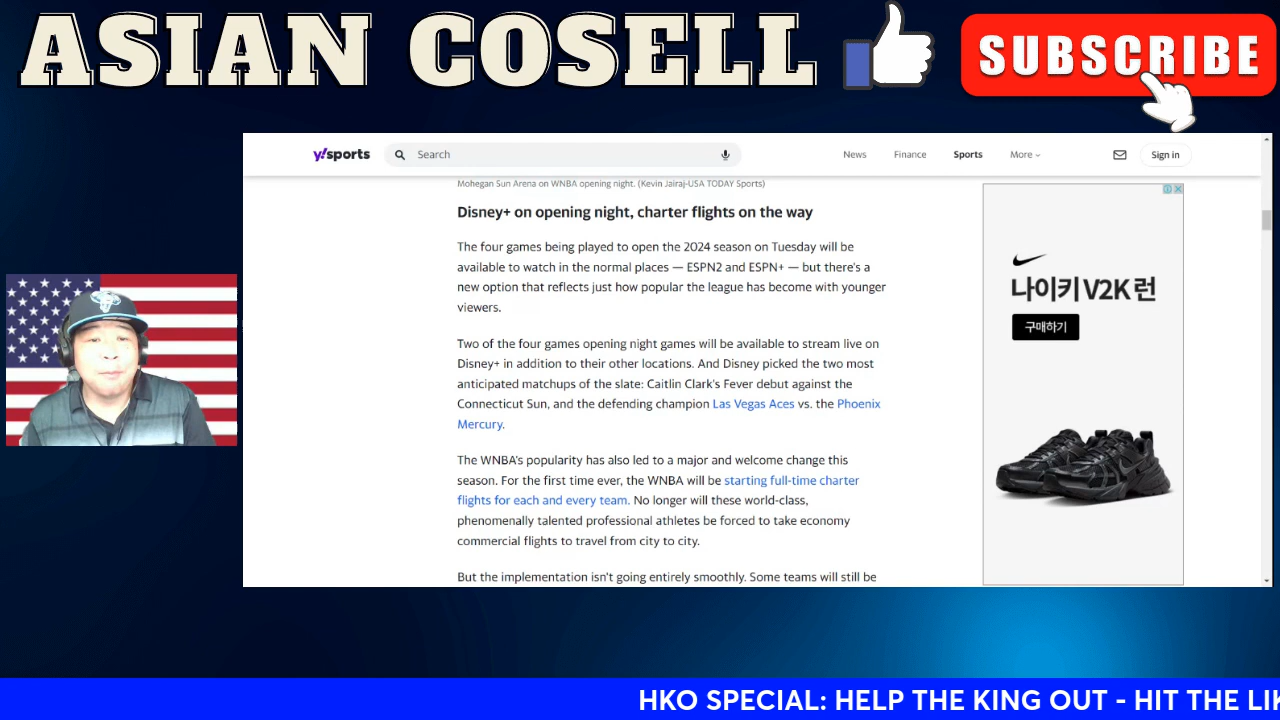 ASIAN COSELL
SUBSCRIBE
y!sports
Search
News
Finance
Sports
More
Sign in
Mohegan Sun Arena on WNBA opening night. (Kevin Jairaj-USA TODAY Sports)
Disney+ on opening night, charter flights on the way
The four games being played to open the 2024 season on Tuesday will be
available to watch in the normal places — ESPN2 and ESPN+ — but there's a
new option that reflects just how popular the league has become with younger
viewers.
Two of the four games opening night games will be available to stream live on
Disney+ in addition to their other locations. And Disney picked the two most
anticipated matchups of the slate: Caitlin Clark's Fever debut against the
Connecticut Sun, and the defending champion Las Vegas Aces vs. the Phoenix
Mercury.
The WNBA's popularity has also led to a major and welcome change this
season. For the first time ever, the WNBA will be starting full-time charter
flights for each and every team. No longer will these world-class,
phenomenally talented professional athletes be forced to take economy
commercial flights to travel from city to city.
But the implementation isn't going entirely smoothly. Some teams will still be
나이키 V2K 런
구매하기
HKO SPECIAL: HELP THE KING OUT - HIT THE LIK